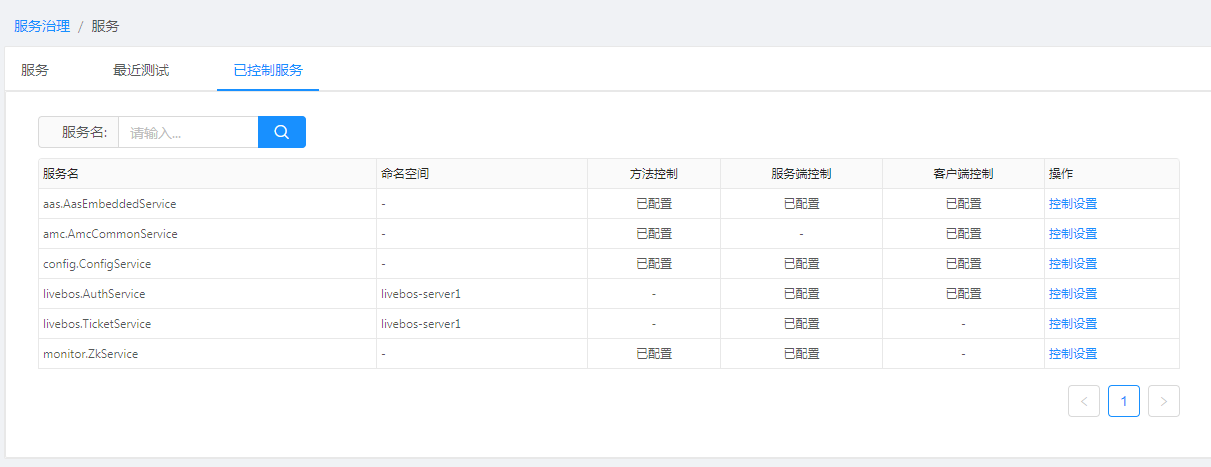 服务治理 / 服务
服务 最近测试 已控制服务
服务名: 请输入...
服务名 命名空间 方法控制 服务端控制 客户端控制 操作
aas.AasEmbeddedService - 已配置 已配置 已配置 控制设置
amc.AmcCommonService - 已配置 - 已配置 控制设置
config.ConfigService - 已配置 已配置 已配置 控制设置
livebos.AuthService livebos-server1 - 已配置 已配置 控制设置
livebos.TicketService livebos-server1 - 已配置 - 控制设置
monitor.ZkService - 已配置 已配置 - 控制设置
< 1 >